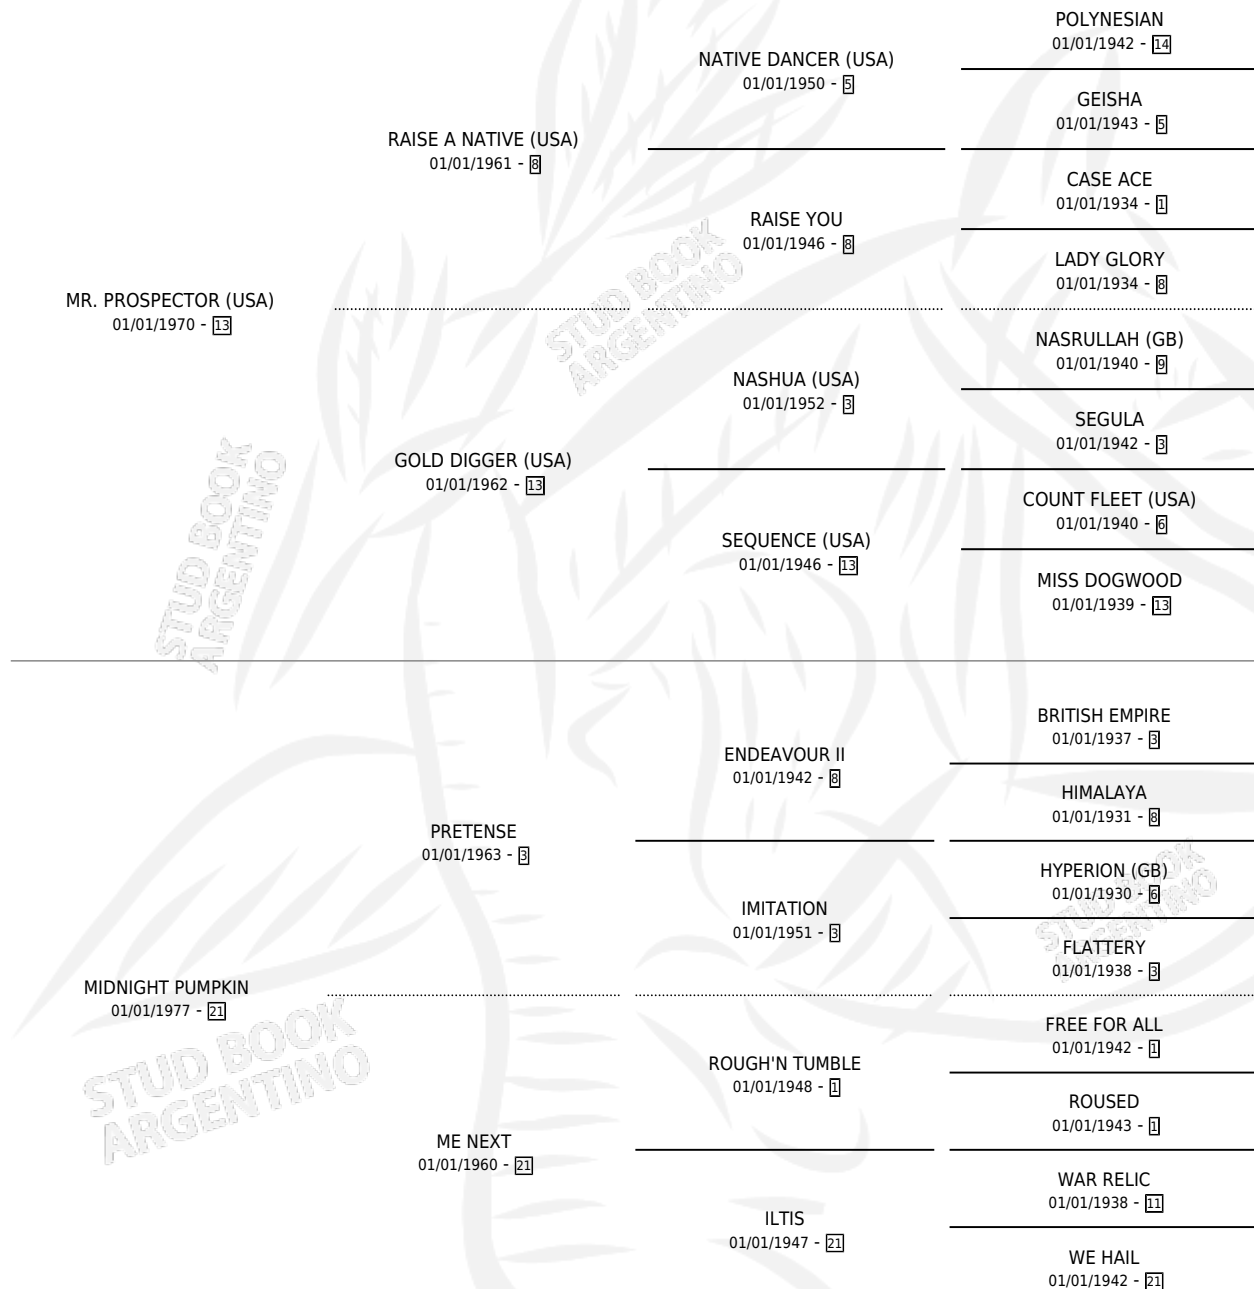 POLYNESIAN
01/01/1942 - 14
NATIVE DANCER (USA)
01/01/1950 - 5
GEISHA
01/01/1943 - 5
RAISE A NATIVE (USA)
01/01/1961 - 8
CASE ACE
01/01/1934 - 1
RAISE YOU
01/01/1946 - 8
LADY GLORY
01/01/1934 - 8
MR. PROSPECTOR (USA)
01/01/1970 - 13
NASRULLAH (GB)
01/01/1940 - 9
NASHUA (USA)
01/01/1952 - 3
SEGULA
01/01/1942 - 3
GOLD DIGGER (USA)
01/01/1962 - 13
COUNT FLEET (USA)
01/01/1940 - 6
SEQUENCE (USA)
01/01/1946 - 13
MISS DOGWOOD
01/01/1939 - 13
BRITISH EMPIRE
01/01/1937 - 3
ENDEAVOUR II
01/01/1942 - 8
HIMALAYA
01/01/1931 - 8
PRETENSE
01/01/1963 - 3
HYPERION (GB)
01/01/1930 - 6
IMITATION
01/01/1951 - 3
FLATTERY
01/01/1938 - 3
MIDNIGHT PUMPKIN
01/01/1977 - 21
FREE FOR ALL
01/01/1942 - 1
ROUGH'N TUMBLE
01/01/1948 - 1
ROUSED
01/01/1943 - 1
ME NEXT
01/01/1960 - 21
WAR RELIC
01/01/1938 - 11
ILTIS
01/01/1947 - 21
WE HAIL
01/01/1942 - 21
STUD BOOK
ARGENTINO
STUD BOOK
ARGENTINO
STUD BOOK
ARGENTINO
STUD BOOK
ARGENTINO